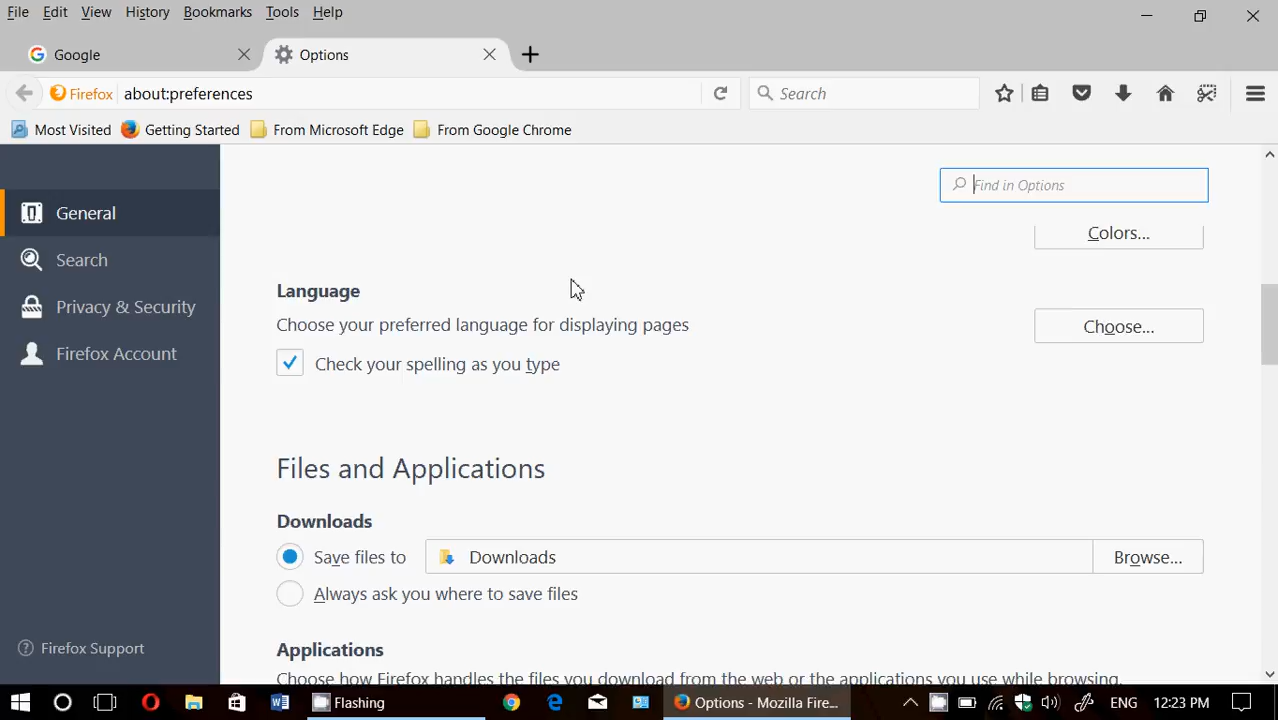 File Edit View History Bookmarks Tools Help
Google Options
Firefox about:preferences Search
Most Visited Getting Started From Microsoft Edge From Google Chrome
Find in Options
General
Search
Privacy & Security
Firefox Account
Colors...
Language
Choose your preferred language for displaying pages Choose...
Check your spelling as you type
Files and Applications
Downloads
Save files to Downloads Browse...
Always ask you where to save files
Applications
Choose how Firefox handles the files you download from the web or the applications you use while browsing.
Firefox Support
Flashing Options - Mozilla Fire... ENG 12:23 PM